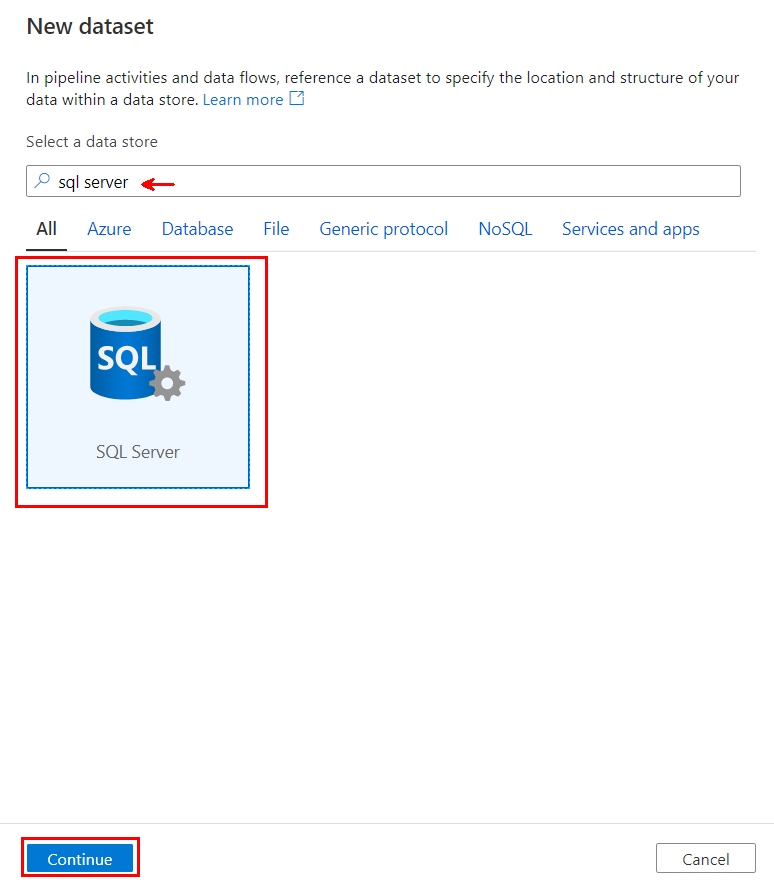 New dataset
In pipeline activities and data flows, reference a dataset to specify the location and structure of your
data within a data store. Learn more
Select a data store
sql server
All Azure Database File Generic protocol NoSQL Services and apps
SQL
SQL Server
Continue Cancel